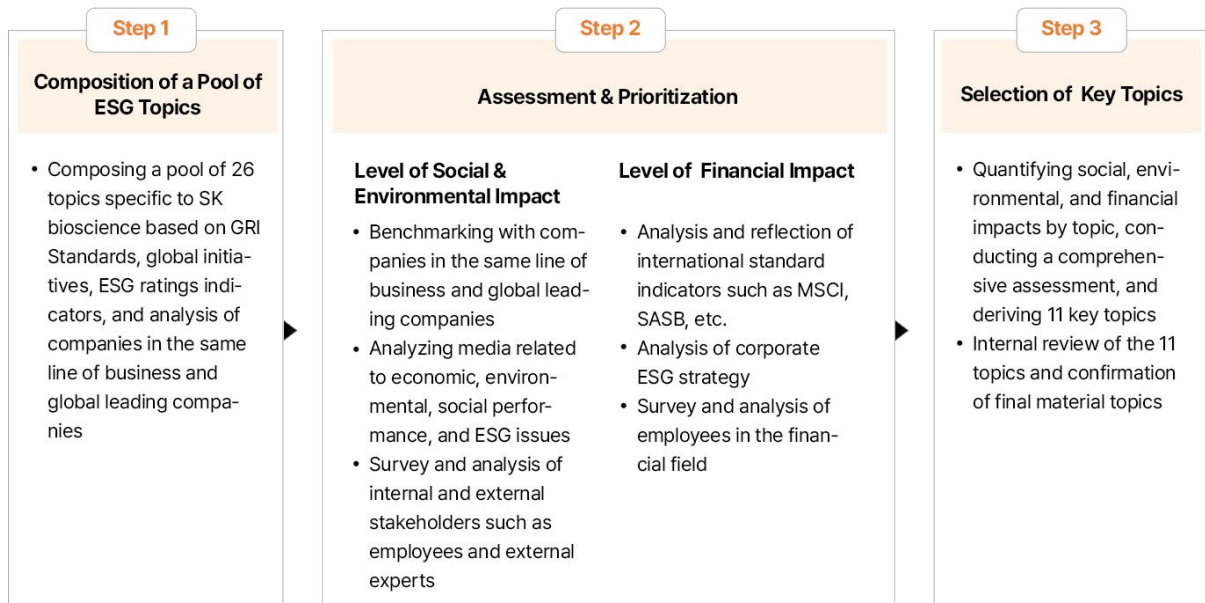 Step 1
Composition of a Pool of
ESG Topics
• Composing a pool of 26
topics specific to SK
bioscience based on GRI
Standards, global initia-
tives, ESG ratings indi-
cators, and analysis of
companies in the same
line of business and
global leading compa-
nies
Step 2
Assessment & Prioritization
Level of Social &
Environmental Impact
• Benchmarking with com-
panies in the same line of
business and global lead-
ing companies
• Analyzing media related
to economic, environ-
mental, social perfor-
mance, and ESG issues
• Survey and analysis of
internal and external
stakeholders such as
employees and external
experts
Level of Financial Impact
• Analysis and reflection of
international standard
indicators such as MSCI,
SASB, etc.
• Analysis of corporate
ESG strategy
• Survey and analysis of
employees in the finan-
cial field
Step 3
Selection of Key Topics
• Quantifying social, envi-
ronmental, and financial
impacts by topic, con-
ducting a comprehen-
sive assessment, and
deriving 11 key topics
• Internal review of the 11
topics and confirmation
of final material topics